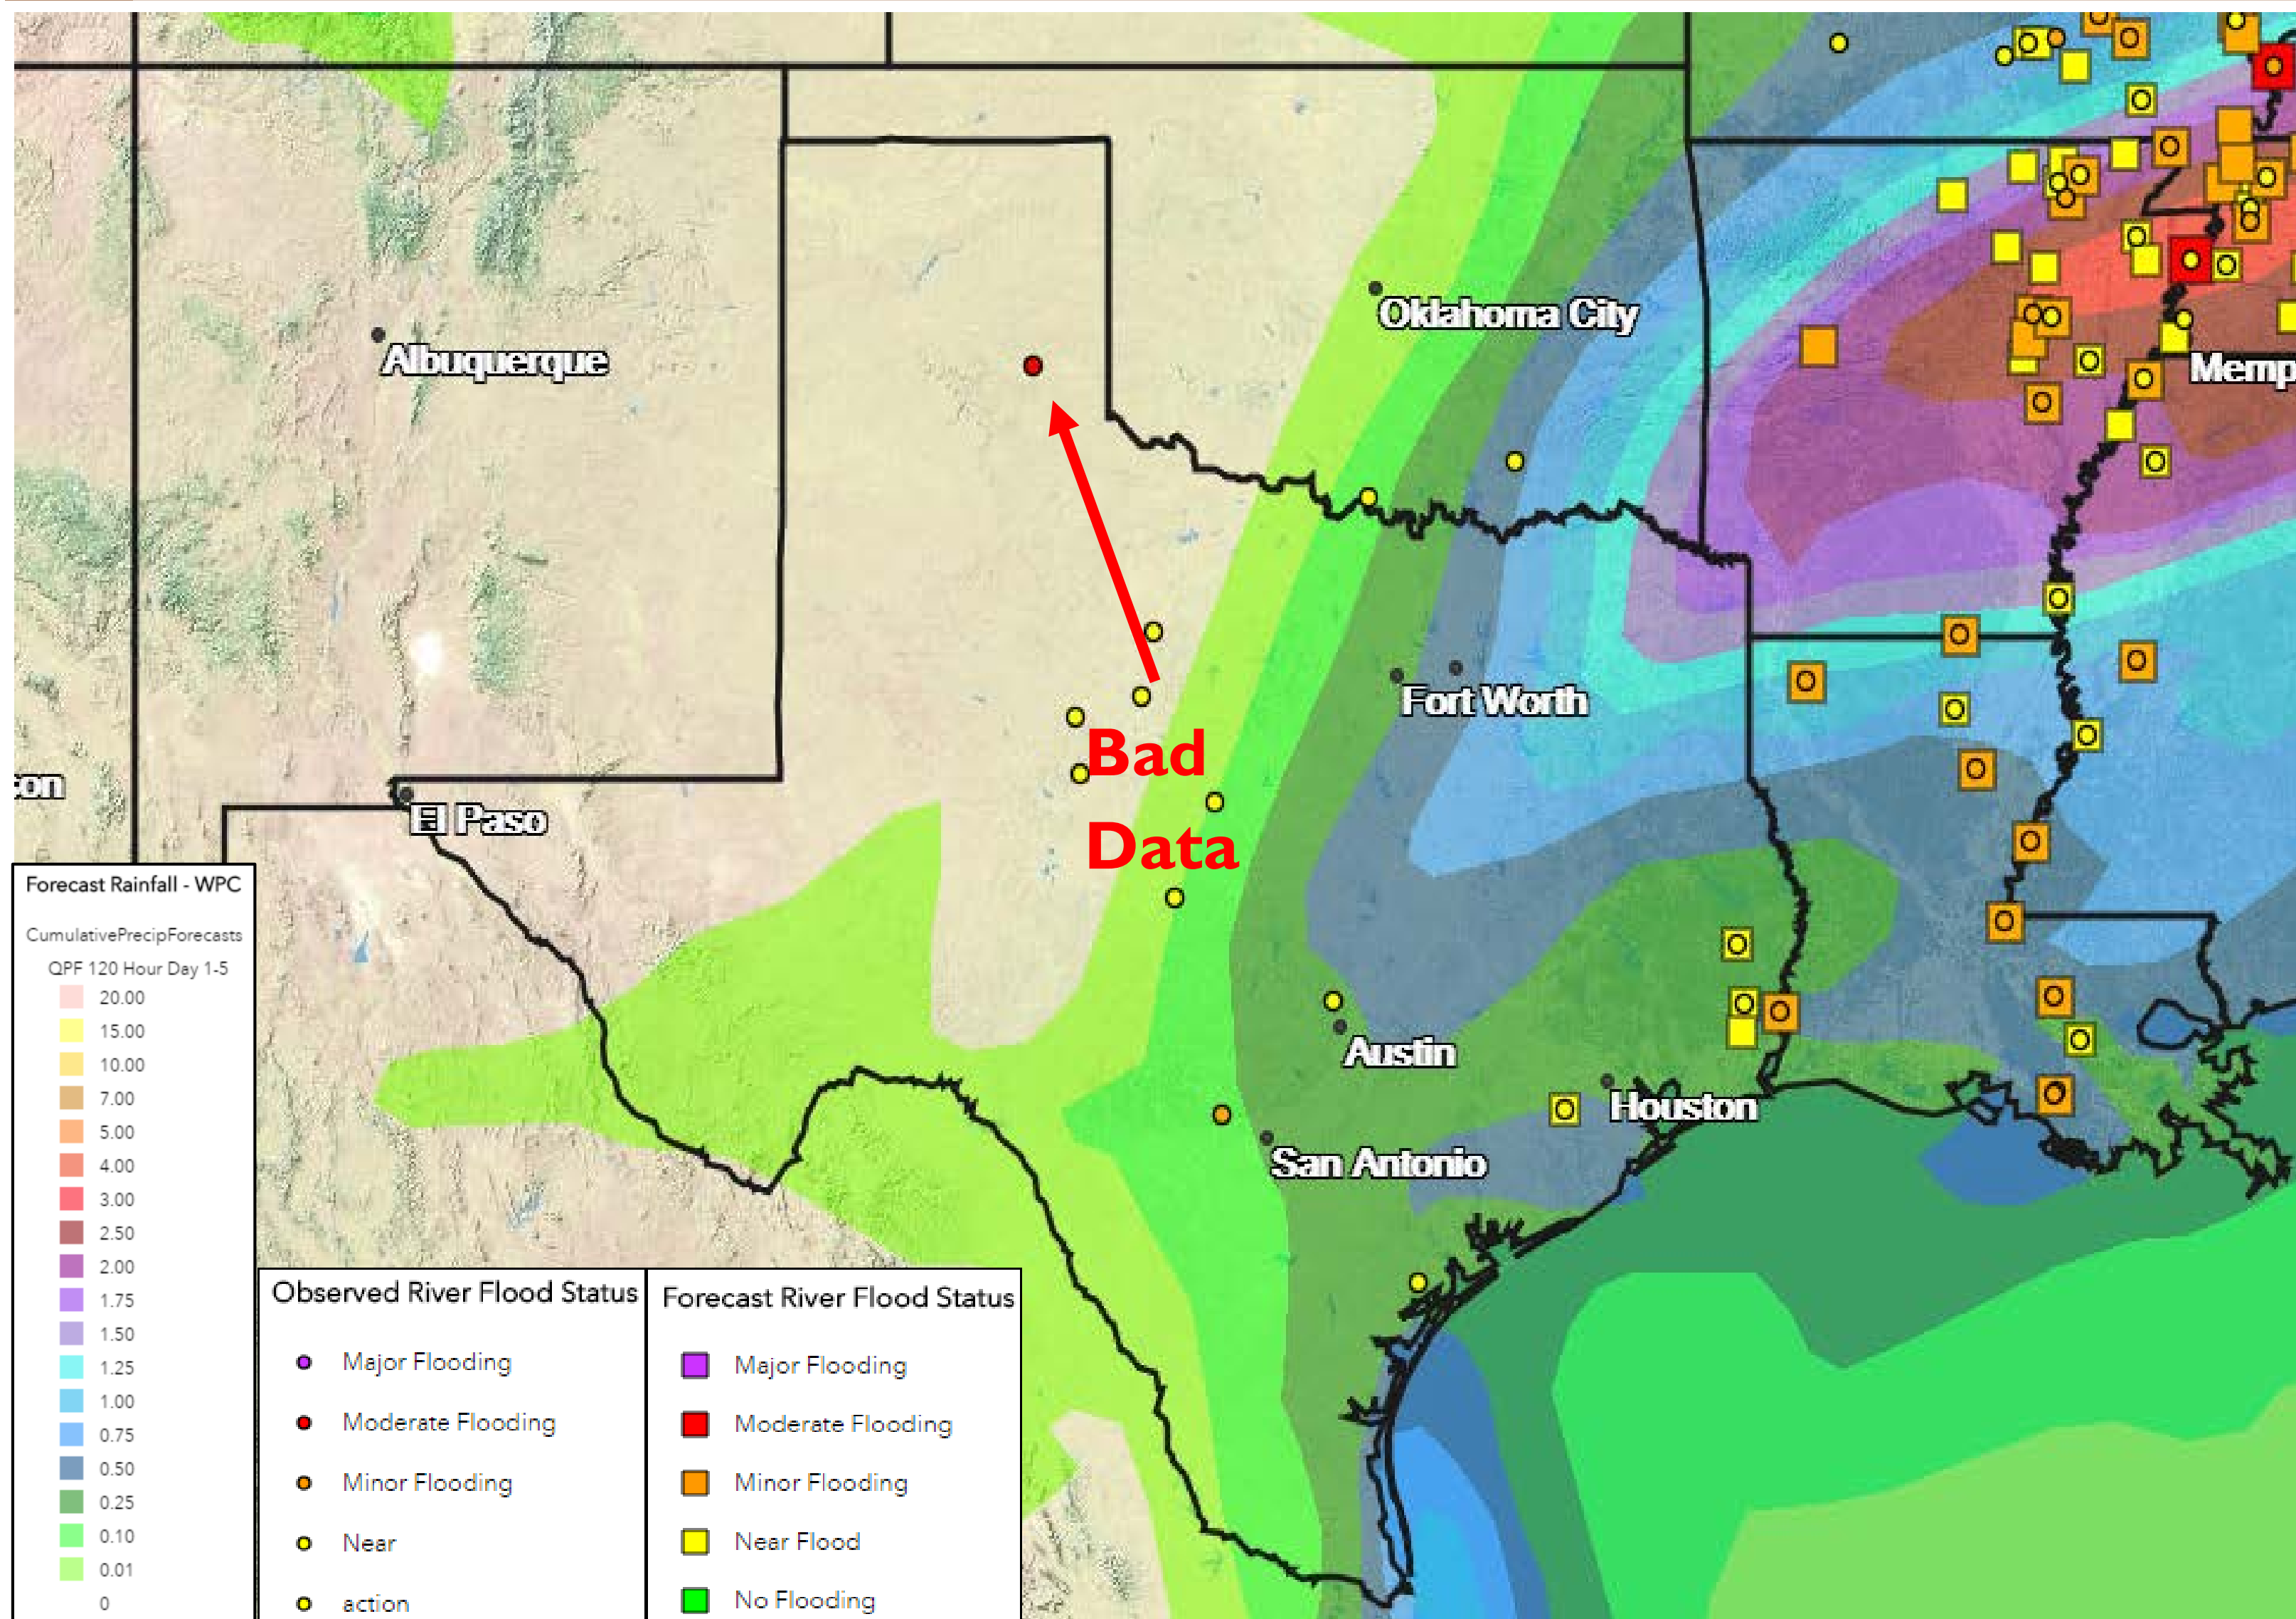 Oklahoma City
Albuquerque
Memp
Fort Worth
Bad
Data
con
El Paso
Austin
Houston
San Antonio
Forecast Rainfall - WPC
CumulativePrecipForecasts
QPF 120 Hour Day 1-5
20.00
15.00
10.00
7.00
5.00
4.00
3.00
2.50
2.00
1.75
1.50
1.25
1.00
0.75
0.50
0.25
0.10
0.01
0
Observed River Flood Status
Major Flooding
Moderate Flooding
Minor Flooding
Near
action
Forecast River Flood Status
Major Flooding
Moderate Flooding
Minor Flooding
Near Flood
No Flooding